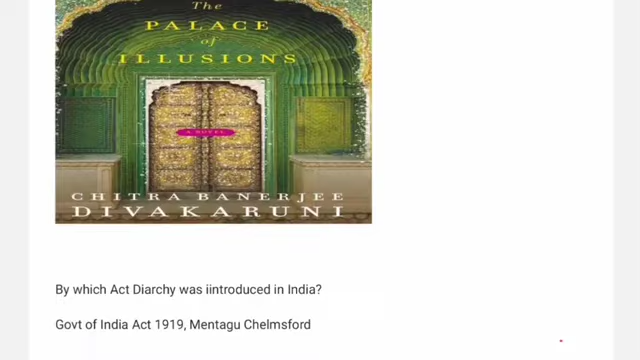 The
PALACE
of
ILLUSIONS
A NOVEL
CHITRA BANERJEE
DIVAKARUNI
By which Act Diarchy was iintroduced in India?
Govt of India Act 1919, Mentagu Chelmsford